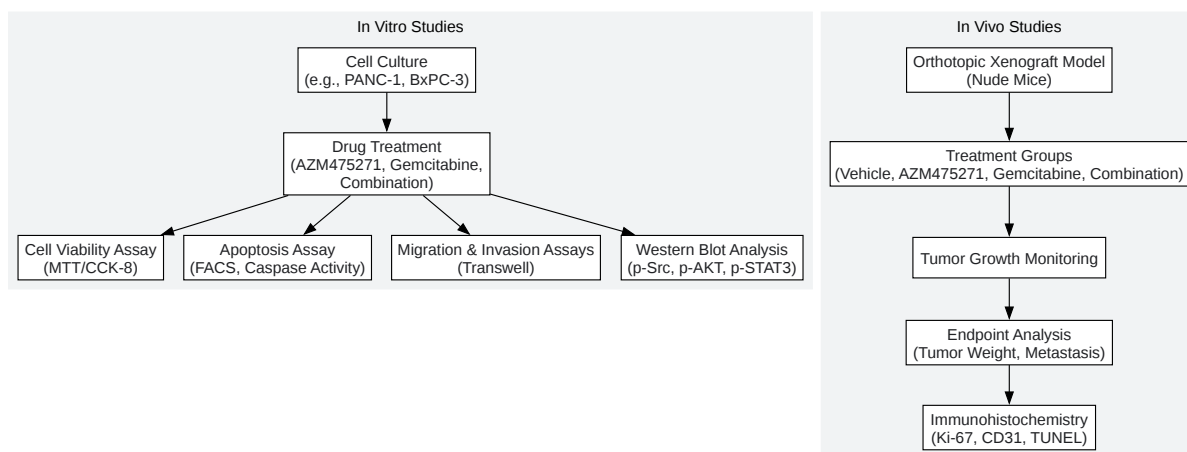 In Vitro Studies
Cell Culture
(e.g., PANC-1, BxPC-3)
Drug Treatment
(AZM475271, Gemcitabine,
Combination)
Cell Viability Assay
(MTT/CCK-8)
Apoptosis Assay
(FACS, Caspase Activity)
Migration & Invasion Assays
(Transwell)
Western Blot Analysis
(p-Src, p-AKT, p-STAT3)
In Vivo Studies
Orthotopic Xenograft Model
(Nude Mice)
Treatment Groups
(Vehicle, AZM475271, Gemcitabine, Combination)
Tumor Growth Monitoring
Endpoint Analysis
(Tumor Weight, Metastasis)
Immunohistochemistry
(Ki-67, CD31, TUNEL)